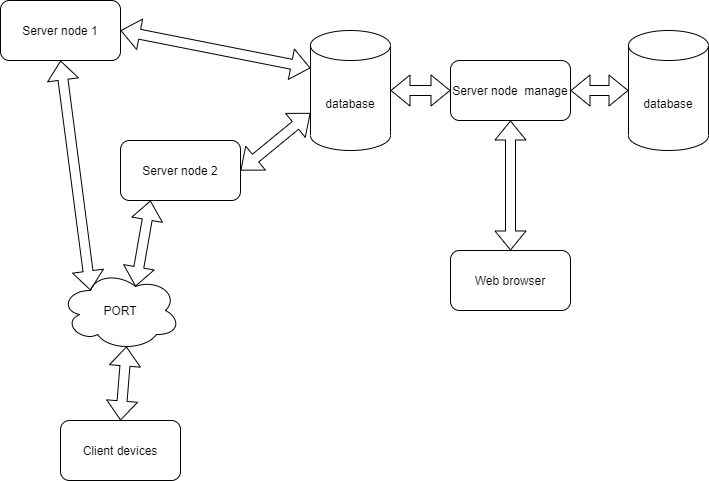 Server node 1
database
Server node  manage
database
Server node 2
Web browser
PORT
Client devices